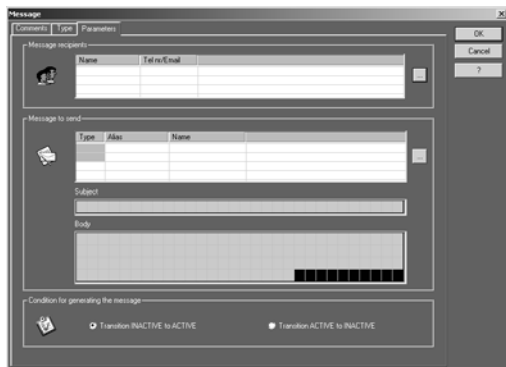 Message
Comments Type Parameters
OK
Cancel
?
Message recipients
Name Tel nr/Email
...
Message to send
Type Alias Name
...
Subject
Body
Condition for generating the message
Transition INACTIVE to ACTIVE
Transition ACTIVE to INACTIVE